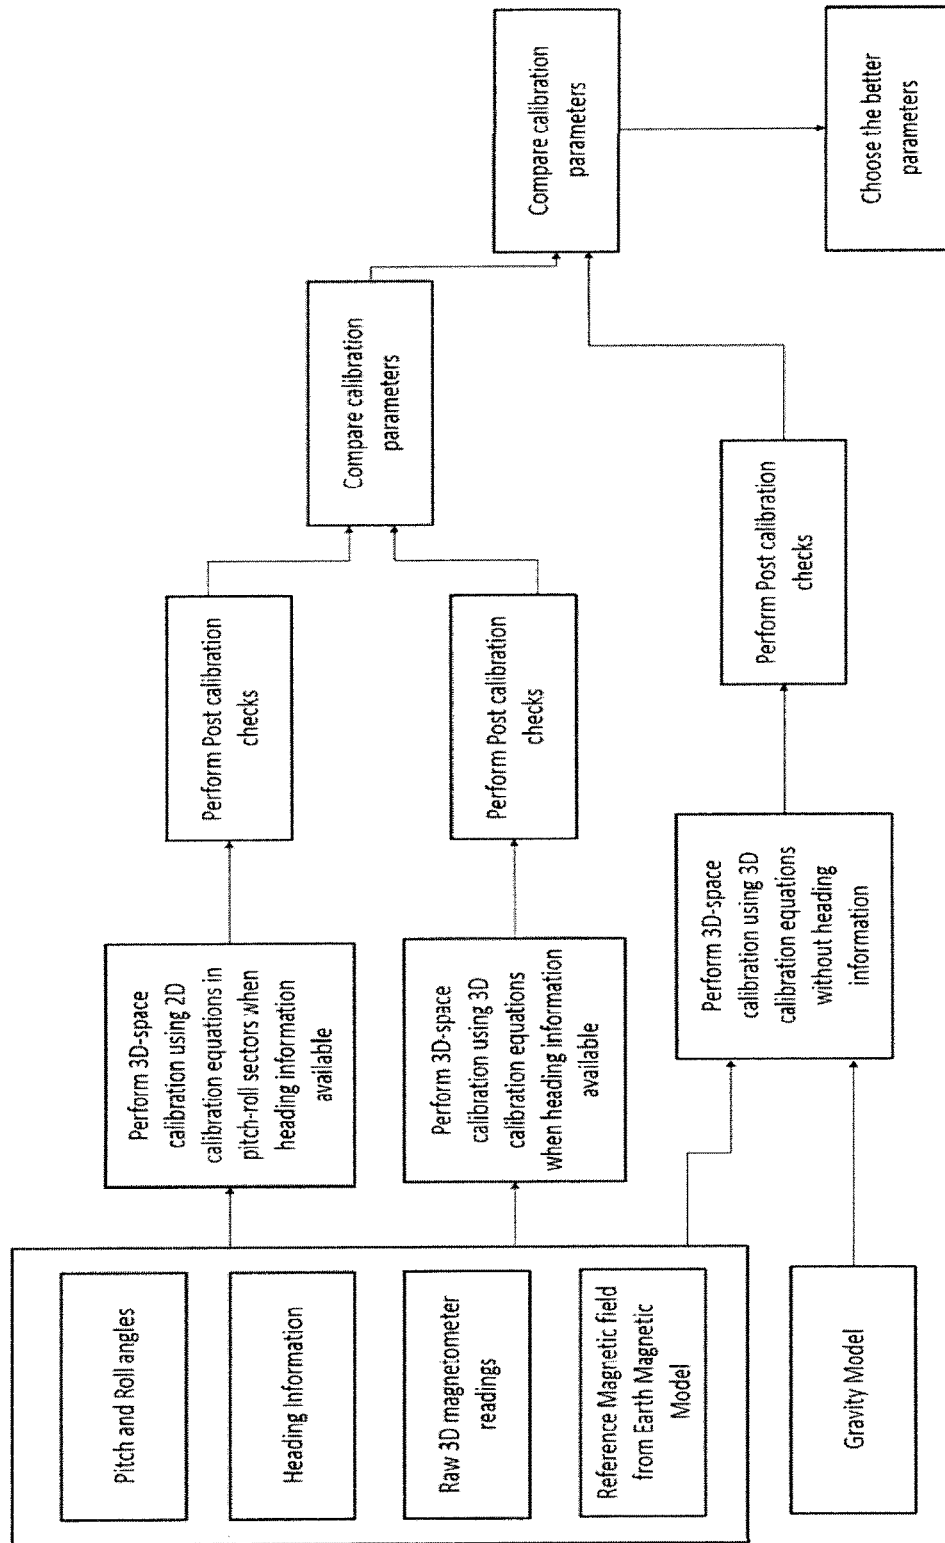 Pitch and Roll angles
Heading Information
Raw 3D magnetometer
readings
Reference Magnetic field
from Earth Magnetic
Model
Gravity Model
Perform 3D-space
calibration using 2D
calibration equations in
pitch-roll sectors when
heading information
available
Perform 3D-space
calibration using 3D
calibration equations
when heading information
available
Perform 3D-space
calibration using 3D
calibration equations
without heading
information
Perform Post calibration
checks
Perform Post calibration
checks
Perform Post calibration
checks
Compare calibration
parameters
Compare calibration
parameters
Choose the better
parameters